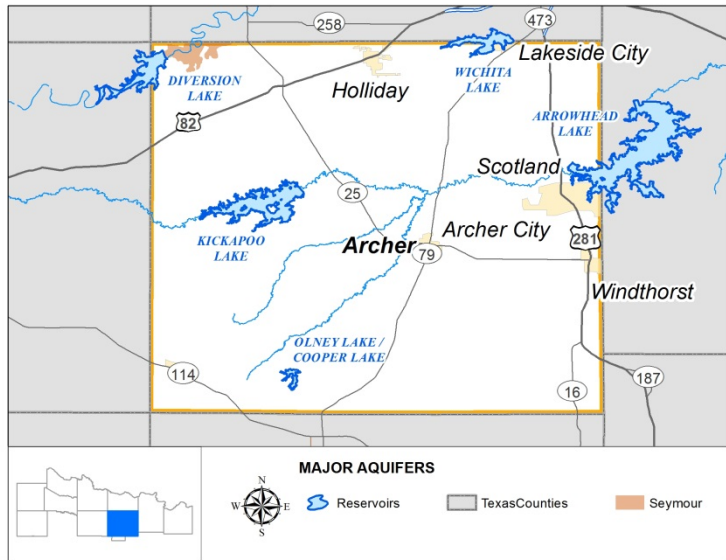 258
473
Lakeside City
WICHITA
LAKE
DIVERSION
LAKE
Holliday
82
ARROWHEAD
LAKE
Scotland
25
KICKAPOO
LAKE
Archer
79
Archer City
281
Windthorst
OLNEY LAKE /
COOPER LAKE
114
16
187
MAJOR AQUIFERS
N
W E
S
Reservoirs
TexasCounties
Seymour